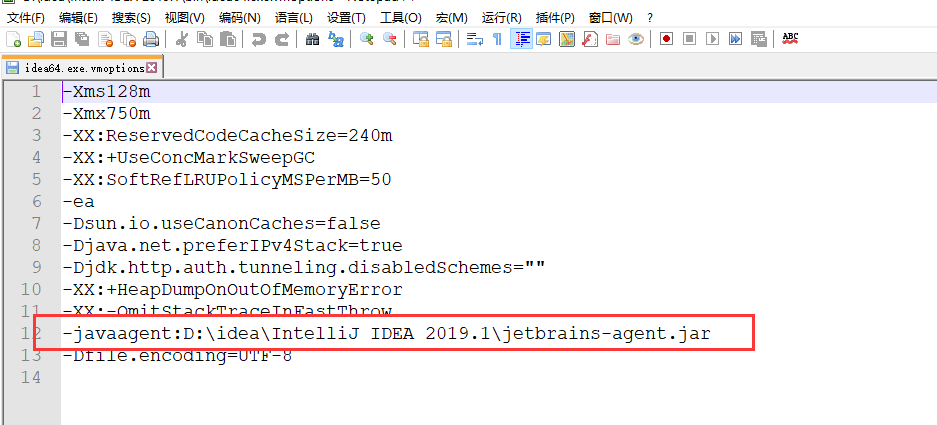 文件(F) 编辑(E) 搜索(S) 视图(V) 编码(N) 语言(L) 设置(T) 工具(O) 宏(M) 运行(R) 插件(P) 窗口(W) ?
idea64.exe.vmoptions
1 -Xms128m
2 -Xmx750m
3 -XX:ReservedCodeCacheSize=240m
4 -XX:+UseConcMarkSweepGC
5 -XX:SoftRefLRUPolicyMSPerMB=50
6 -ea
7 -Dsun.io.useCanonCaches=false
8 -Djava.net.preferIPv4Stack=true
9 -Djdk.http.auth.tunneling.disabledSchemes=""
10 -XX:+HeapDumpOnOutOfMemoryError
11 -XX:-OmitStackTraceInFastThrow
12 -javaagent:D:\idea\IntelliJ IDEA 2019.1\jetbrains-agent.jar
13 -Dfile.encoding=UTF-8
14